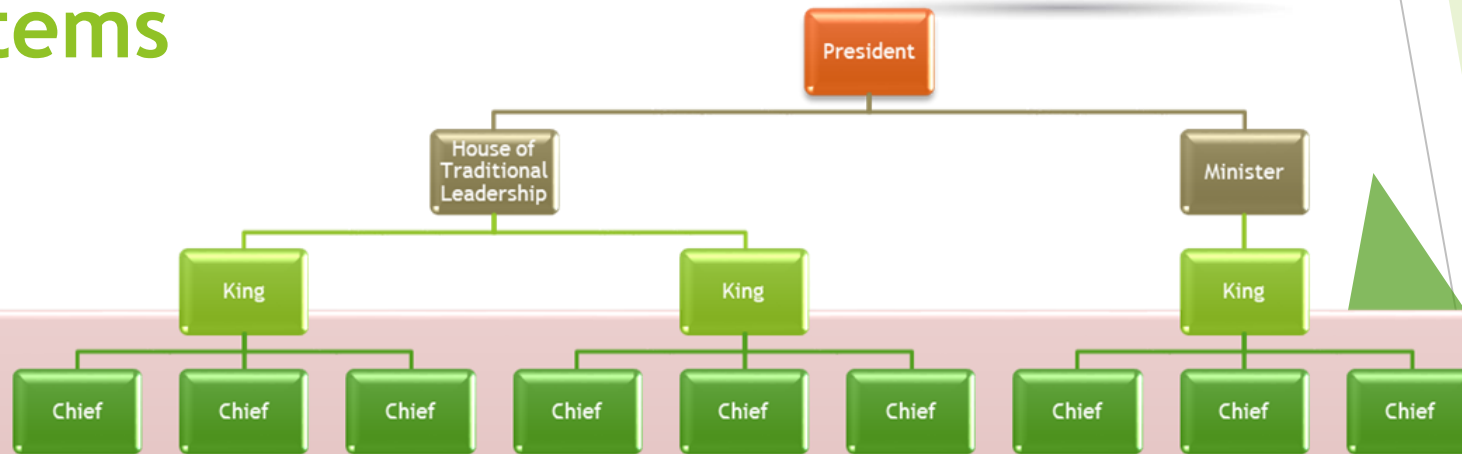 tems
President
House of
Traditional
Leadership
Minister
King
King
King
Chief
Chief
Chief
Chief
Chief
Chief
Chief
Chief
Chief